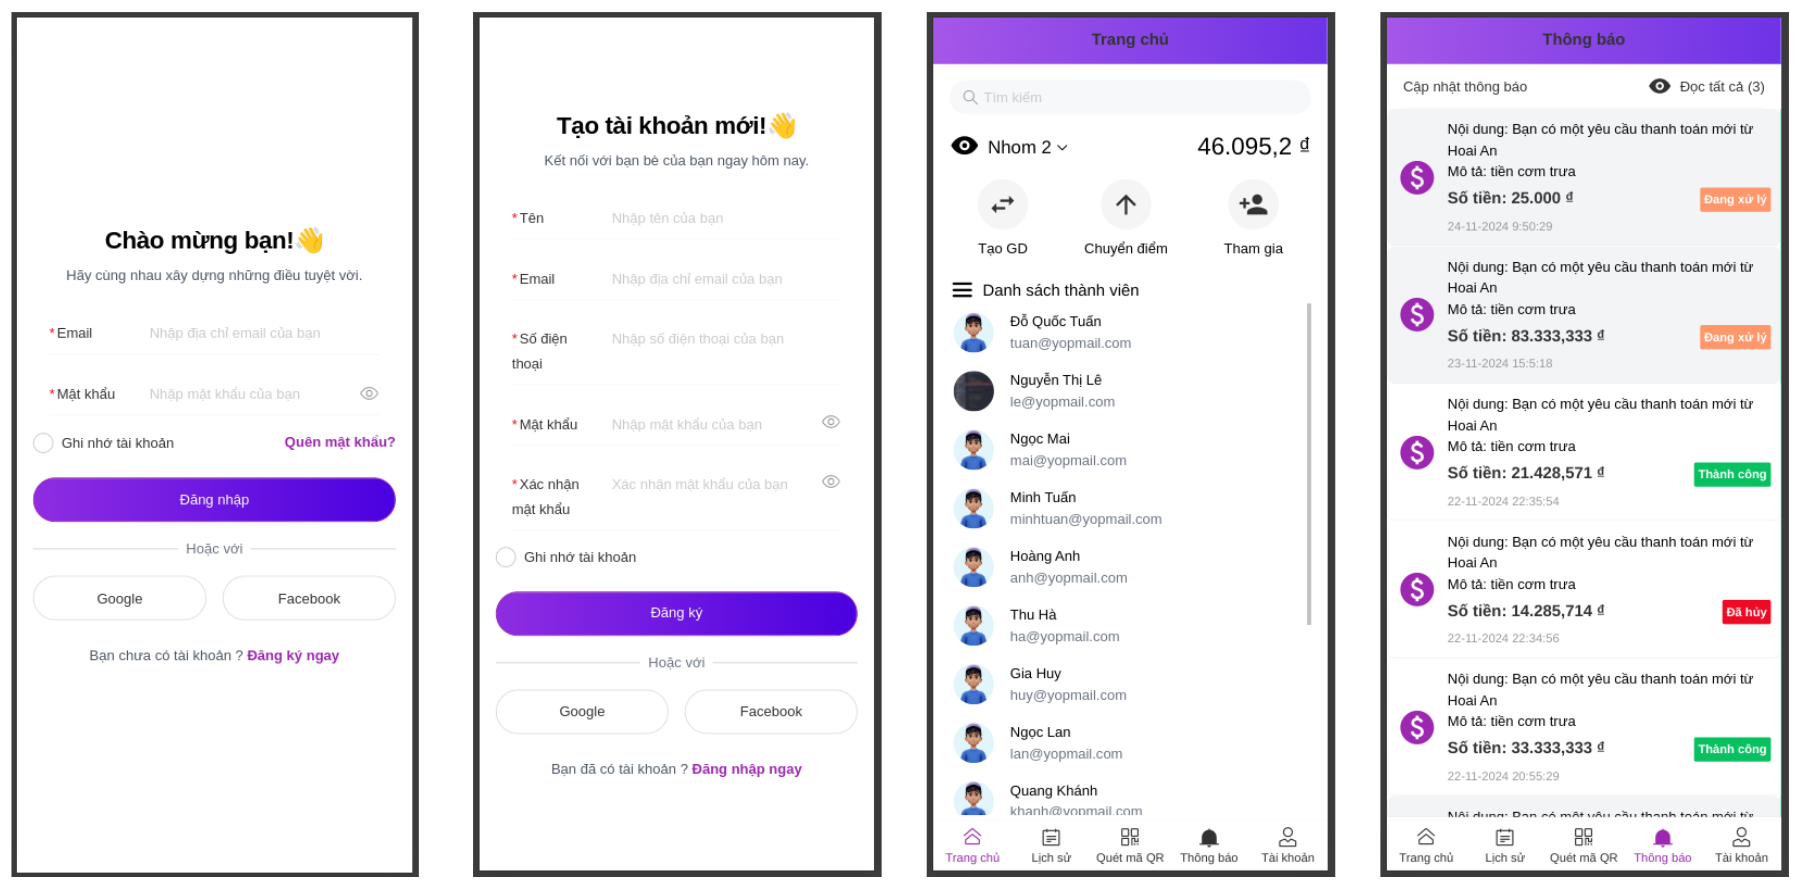 Chào mừng bạn!👋
Hãy cùng nhau xây dựng những điều tuyệt vời.
*Email Nhập địa chỉ email của bạn
*Mật khẩu Nhập mật khẩu của bạn
Ghi nhớ tài khoản Quên mật khẩu?
Đăng nhập
Hoặc với
Google Facebook
Bạn chưa có tài khoản ? Đăng ký ngay
Tạo tài khoản mới!👋
Kết nối với bạn bè của bạn ngay hôm nay.
*Tên Nhập tên của bạn
*Email Nhập địa chỉ email của bạn
*Số điện Nhập số điện thoại của bạn
thoại
*Mật khẩu Nhập mật khẩu của bạn
*Xác nhận Xác nhận mật khẩu của bạn
mật khẩu
Ghi nhớ tài khoản
Đăng ký
Hoặc với
Google Facebook
Bạn đã có tài khoản ? Đăng nhập ngay
Trang chủ
Tìm kiếm
Nhom 2 46.095,2 ₫
Tạo GD Chuyển điểm Tham gia
Danh sách thành viên
Đỗ Quốc Tuấn
tuan@yopmail.com
Nguyễn Thị Lê
le@yopmail.com
Ngọc Mai
mai@yopmail.com
Minh Tuấn
minhtuan@yopmail.com
Hoàng Anh
anh@yopmail.com
Thu Hà
ha@yopmail.com
Gia Huy
huy@yopmail.com
Ngọc Lan
lan@yopmail.com
Quang Khánh
khanh@yopmail.com
Trang chủ Lịch sử Quét mã QR Thông báo Tài khoản
Thông báo
Cập nhật thông báo Đọc tất cả (3)
Nội dung: Bạn có một yêu cầu thanh toán mới từ
Hoai An
Mô tả: tiền cơm trưa
Số tiền: 25.000 ₫ Đang xử lý
24-11-2024 9:50:29
Nội dung: Bạn có một yêu cầu thanh toán mới từ
Hoai An
Mô tả: tiền cơm trưa
Số tiền: 83.333,333 ₫ Đang xử lý
23-11-2024 15:5:18
Nội dung: Bạn có một yêu cầu thanh toán mới từ
Hoai An
Mô tả: tiền cơm trưa
Số tiền: 21.428,571 ₫ Thành công
22-11-2024 22:35:54
Nội dung: Bạn có một yêu cầu thanh toán mới từ
Hoai An
Mô tả: tiền cơm trưa
Số tiền: 14.285,714 ₫ Đã hủy
22-11-2024 22:34:56
Nội dung: Bạn có một yêu cầu thanh toán mới từ
Hoai An
Mô tả: tiền cơm trưa
Số tiền: 33.333,333 ₫ Thành công
22-11-2024 20:55:29
Nội dung: Bạn có một yêu cầu thanh toán mới từ
Trang chủ Lịch sử Quét mã QR Thông báo Tài khoản